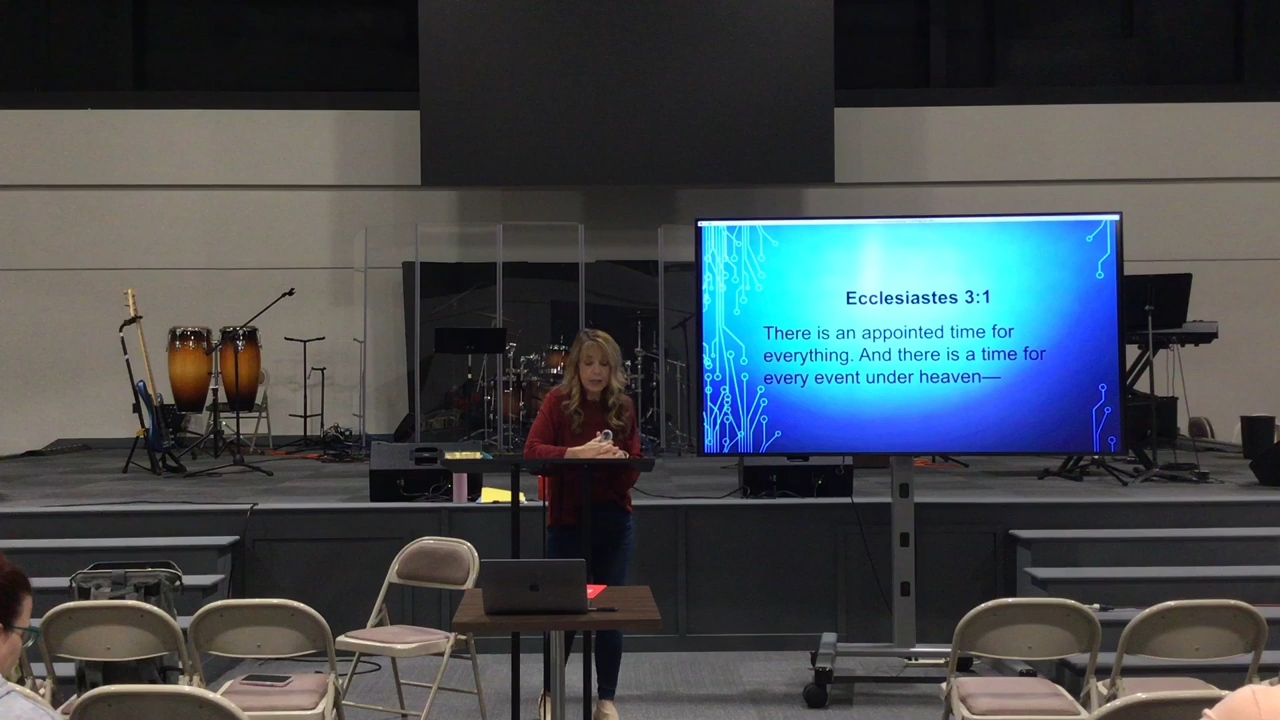 Ecclesiastes 3:1
There is an appointed time for
everything. And there is a time for
every event under heaven—